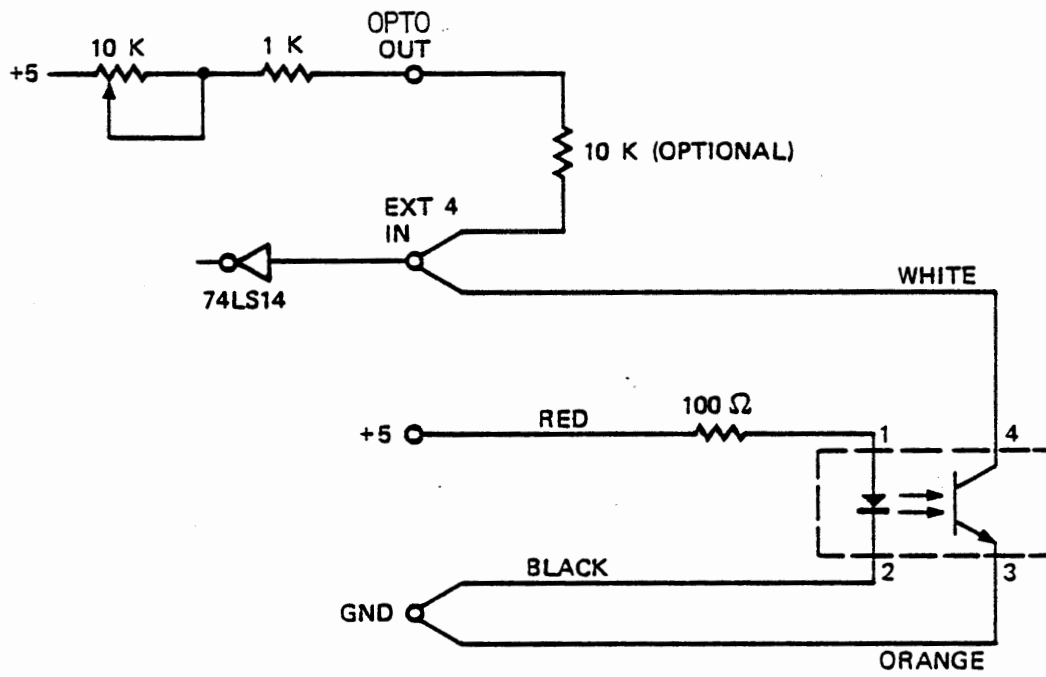 OPTO
OUT
10 K
1 K
+5
10 K (OPTIONAL)
EXT 4
IN
74LS14
WHITE
+5
RED
100 Ω
1
4
BLACK
2
3
GND
ORANGE